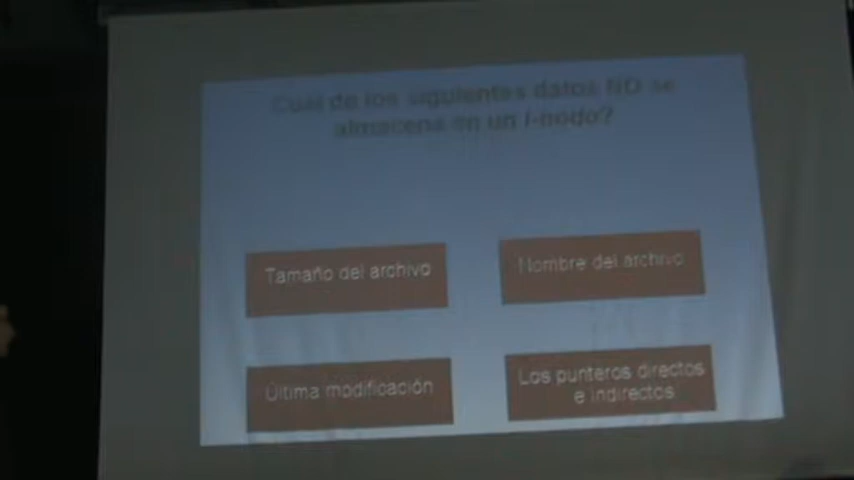 Cuál de los siguientes datos NO se
almacena en un i-nodo?
Tamaño del archivo
Nombre del archivo
Última modificación
Los punteros directos
e indirectos